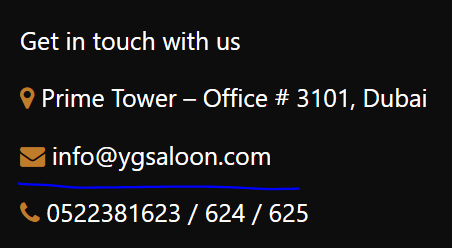 Get in touch with us
Prime Tower – Office # 3101, Dubai
info@ygsaloon.com
0522381623 / 624 / 625